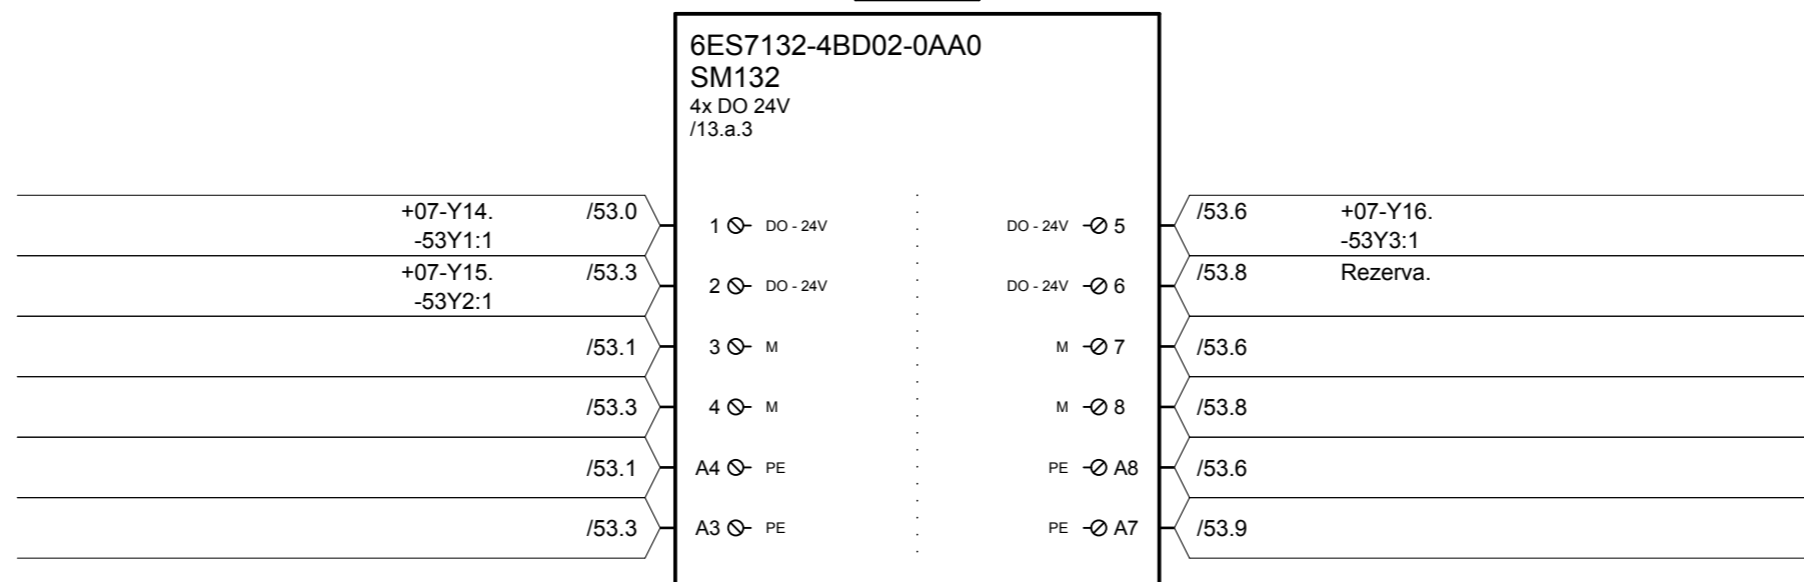 6ES7132-4BD02-0AA0
SM132
4x DO 24V
/13.a.3
+07-Y14. /53.0 1 DO - 24V DO - 24V 5 /53.6 +07-Y16.
-53Y1:1 -53Y3:1
+07-Y15. /53.3 2 DO - 24V DO - 24V 6 /53.8 Rezerva.
-53Y2:1
/53.1 3 M M 7 /53.6
/53.3 4 M M 8 /53.8
/53.1 A4 PE PE A8 /53.6
/53.3 A3 PE PE A7 /53.9